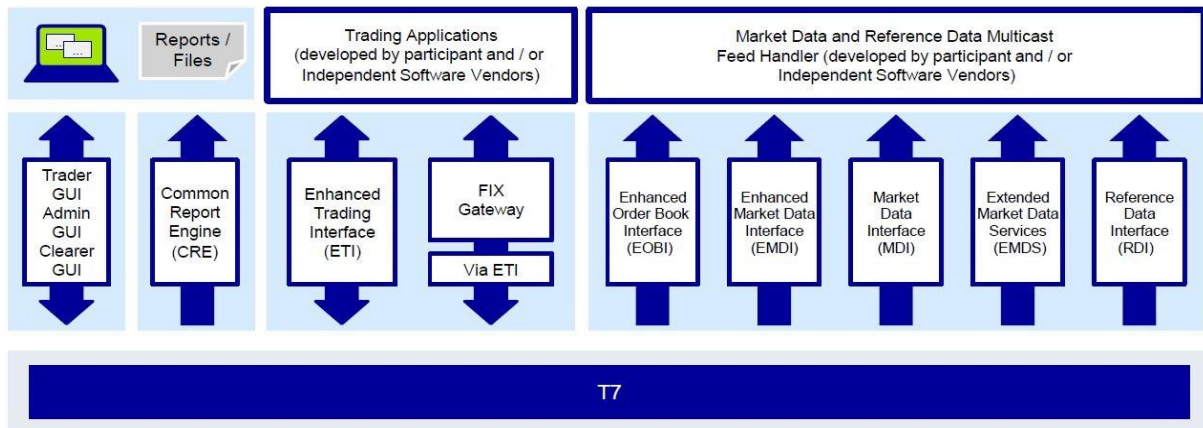 ...
...
Reports /
Files
Trading Applications
(developed by participant and / or
Independent Software Vendors)
Market Data and Reference Data Multicast
Feed Handler (developed by participant and / or
Independent Software Vendors)
Trader
GUI
Admin
GUI
Clearer
GUI
Common
Report
Engine
(CRE)
Enhanced
Trading
Interface
(ETI)
FIX
Gateway
Via ETI
Enhanced
Order Book
Interface
(EOBI)
Enhanced
Market Data
Interface
(EMDI)
Market
Data
Interface
(MDI)
Extended
Market Data
Services
(EMDS)
Reference
Data
Interface
(RDI)
T7